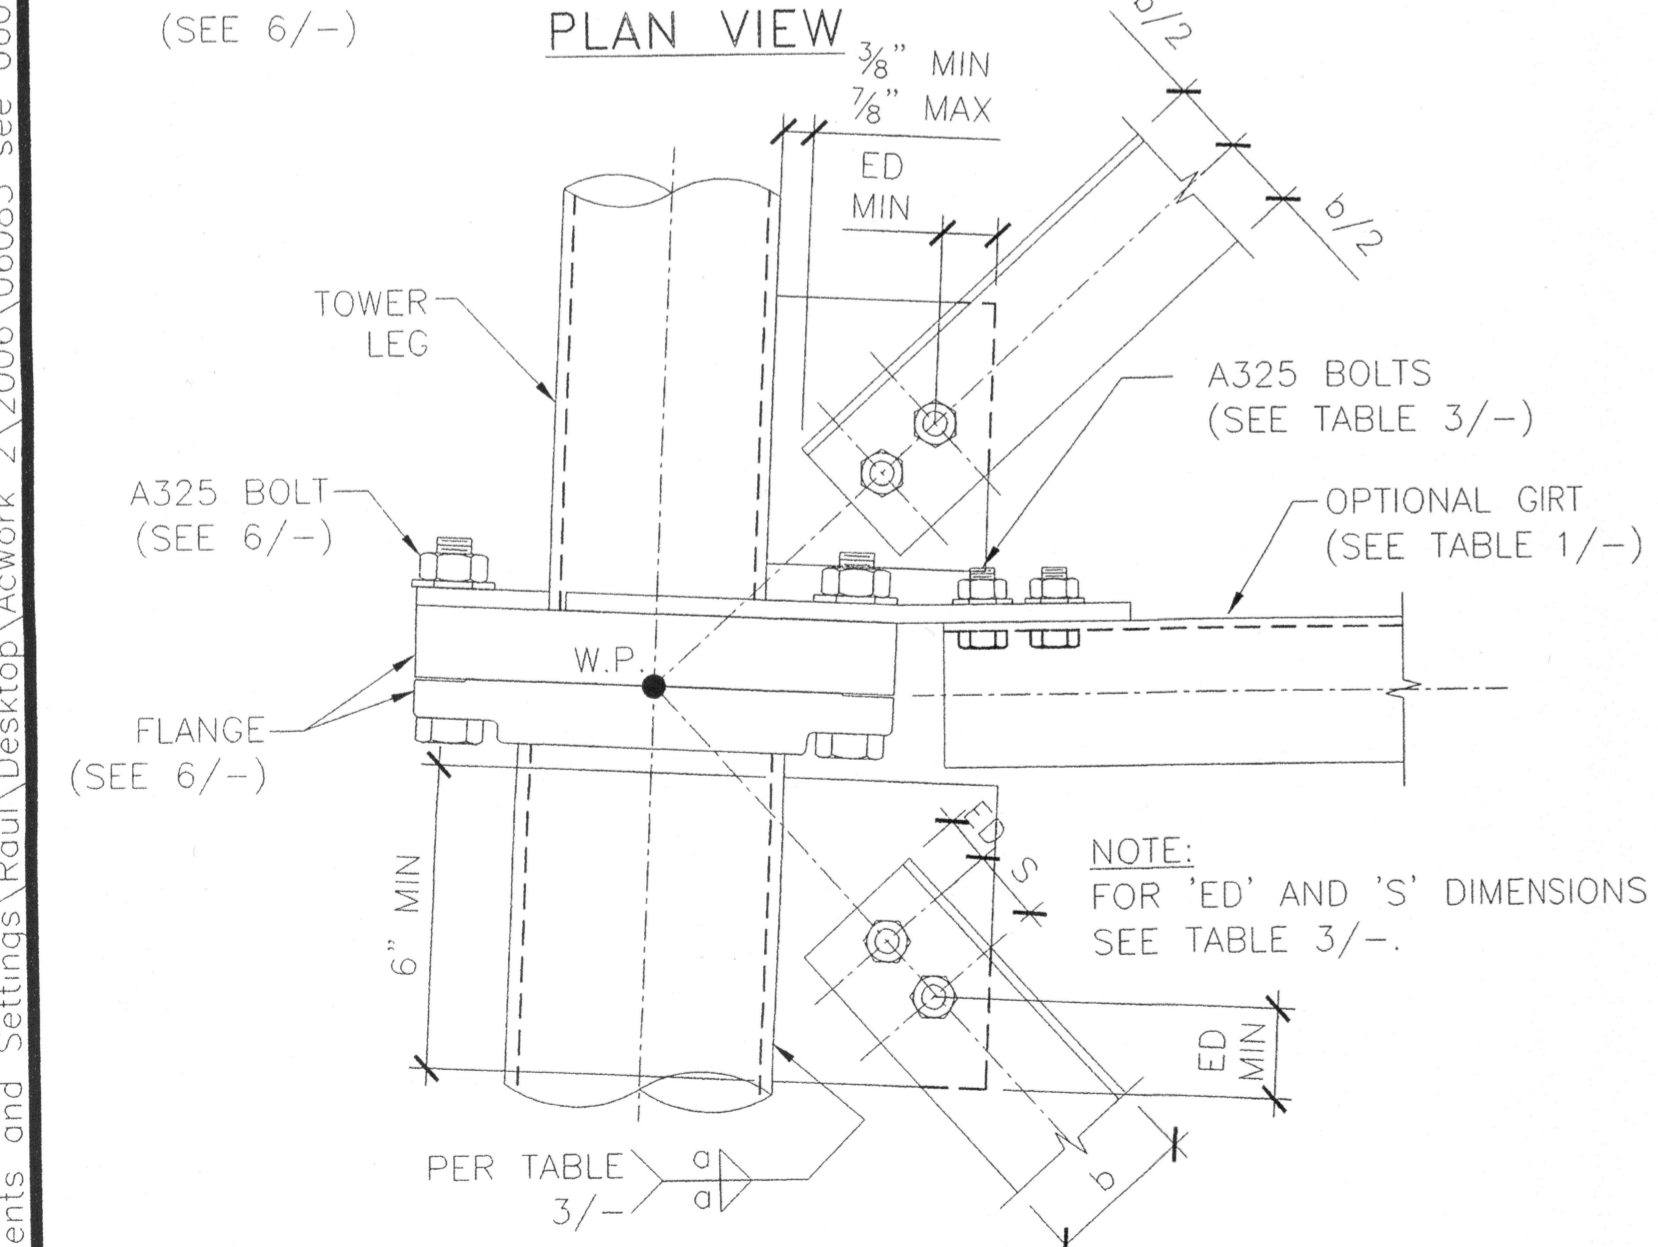 (SEE 6/-)
PLAN VIEW
3/8" MIN
7/8" MAX
b/2
ED
MIN
b/2
TOWER
LEG
A325 BOLTS
(SEE TABLE 3/-)
A325 BOLT
(SEE 6/-)
OPTIONAL GIRT
(SEE TABLE 1/-)
W.P.
FLANGE
(SEE 6/-)
ED
S
NOTE:
FOR 'ED' AND 'S' DIMENSIONS
SEE TABLE 3/-.
6" MIN
ED
MIN
PER TABLE
3/-
a
a
b
ents and Settings\Raul\Desktop\Acwork 2\2006\06083 see